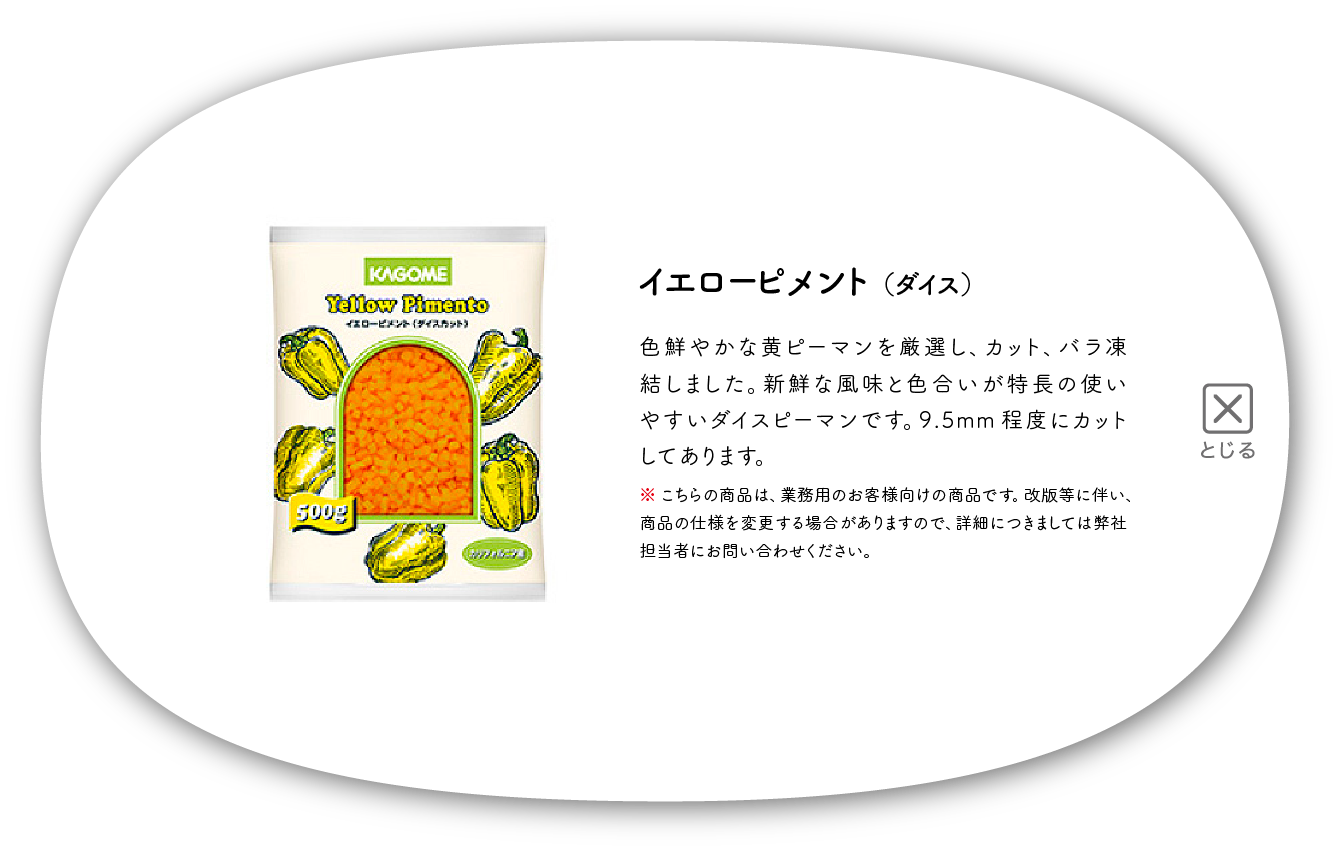 KAGOME
Yellow Pimento
イエローピメント（ダイスカット）
500g
イエローピメント（ダイス）
色鮮やかな黄ピーマンを厳選し、カット、バラ凍
結しました。新鮮な風味と色合いが特長の使い
やすいダイスピーマンです。9.5mm 程度にカット
してあります。
※ こちらの商品は、業務用のお客様向けの商品です。改版等に伴い、
商品の仕様を変更する場合がありますので、詳細につきましては弊社
担当者にお問い合わせください。
とじる